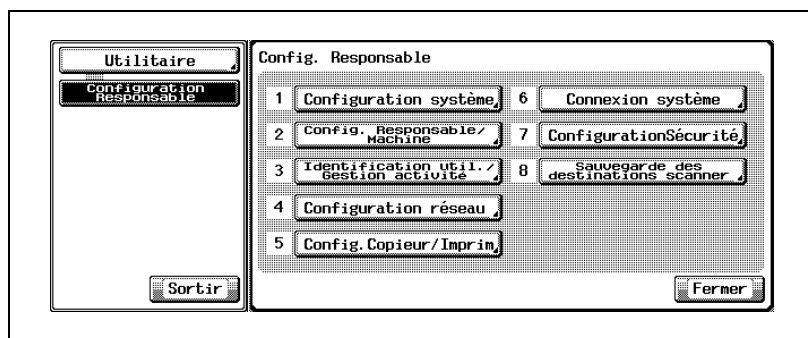 Utilitaire
Configuration
Responsable
Sortir
Config. Responsable
1 Configuration système
2 Config. Responsable/
Machine
3 Identification util./
Gestion activité
4 Configuration réseau
5 Config.Copieur/Imprim
6 Connexion système
7 ConfigurationSécurité
8 Sauvegarde des
destinations scanner
Fermer